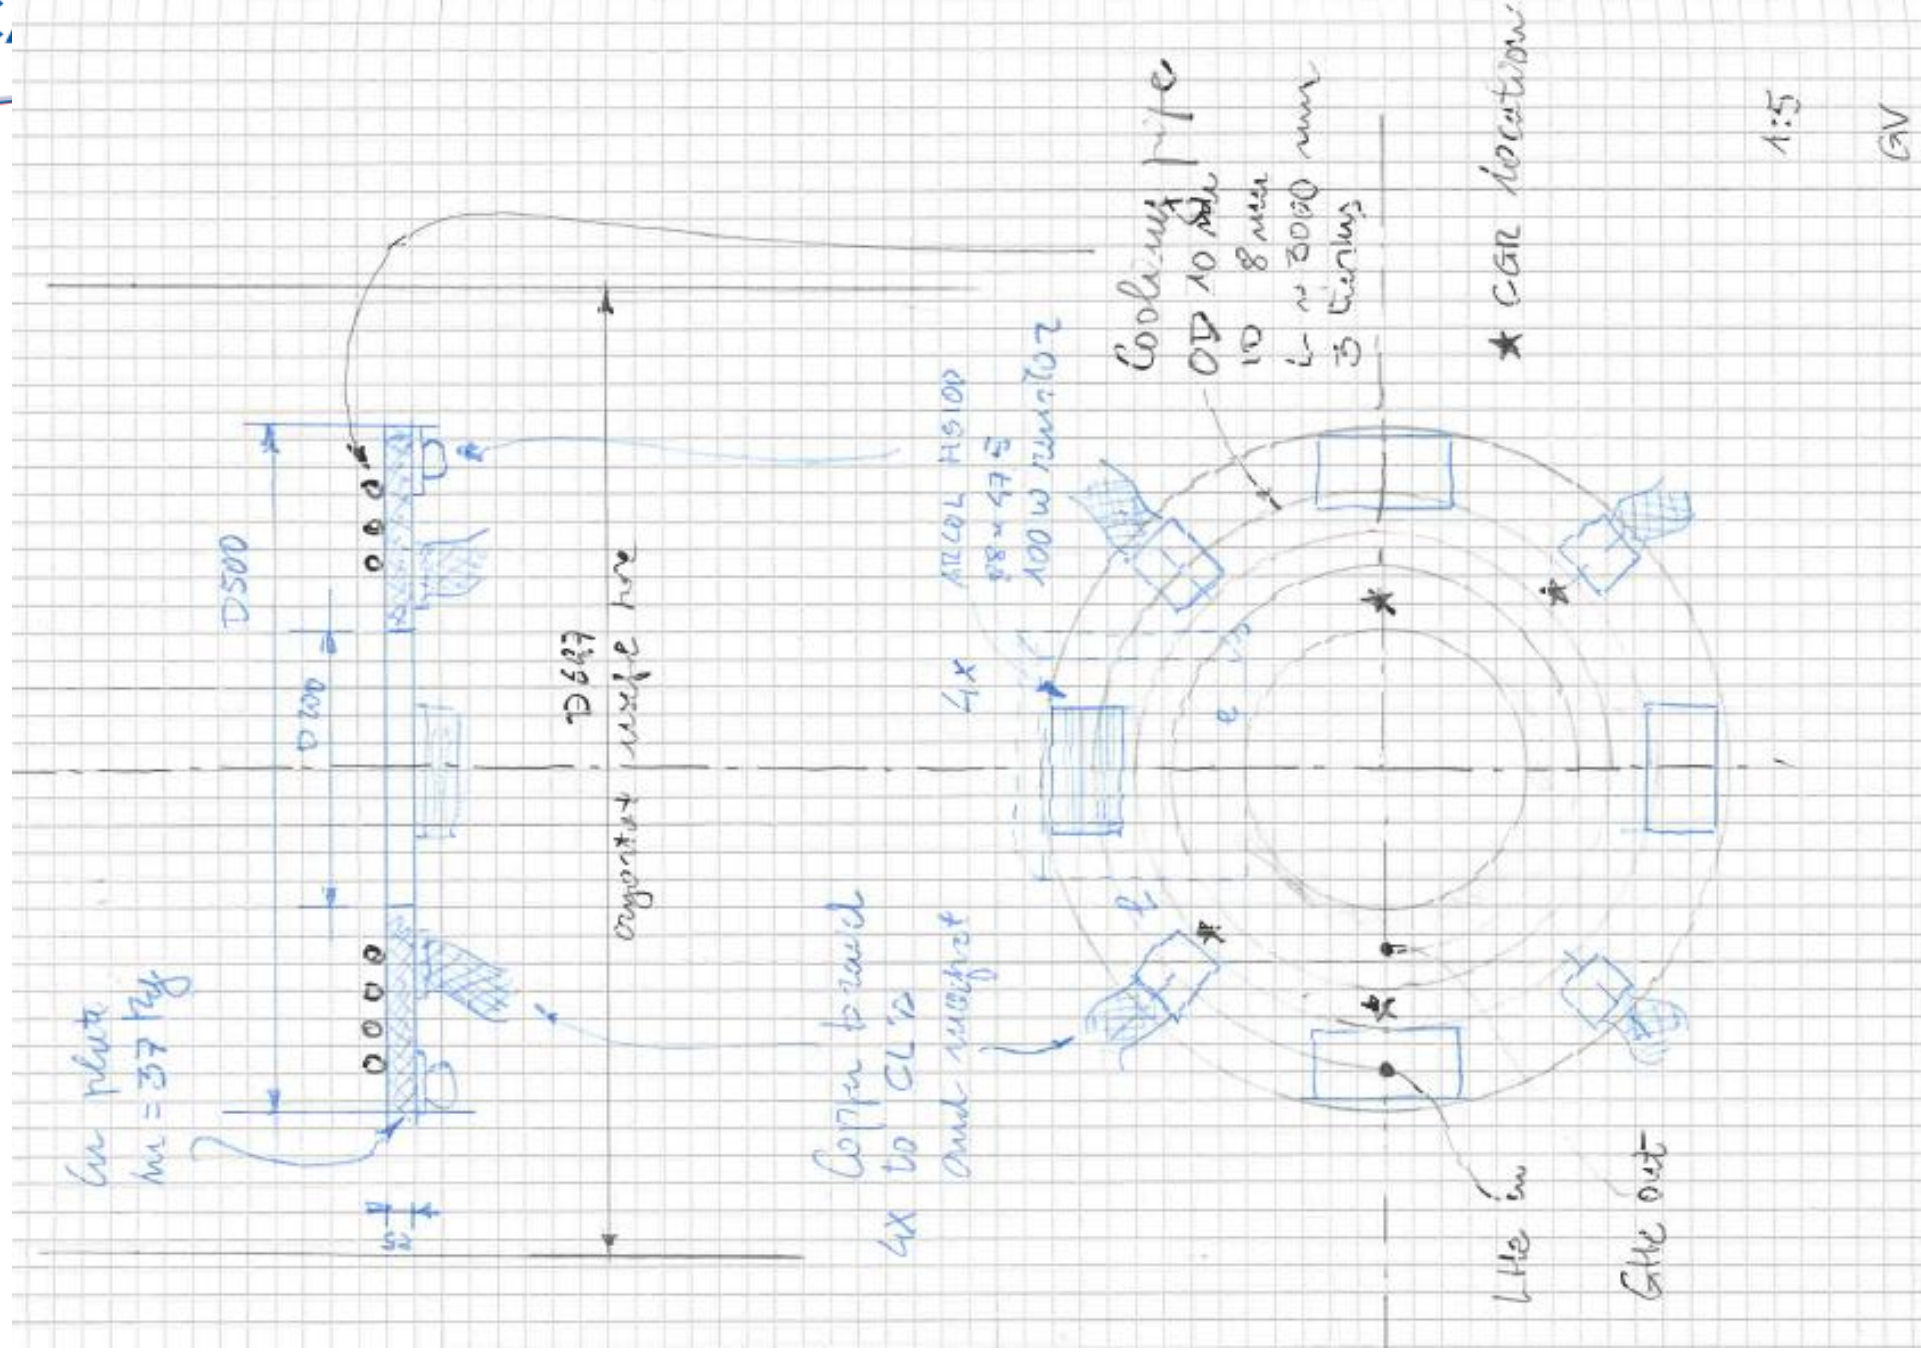 Cu plate
m = 37 kg
D500
D200
cryostat inside
4X
ARCOL HS100
100 W resistor
Cooling pipe
OD 10 mm
ID 8 mm
L ~ 3000 mm
3 turns
★ CGR location
1:5
GV
Copper braid
4X to CL's
and magnet
LHe in
GHe out